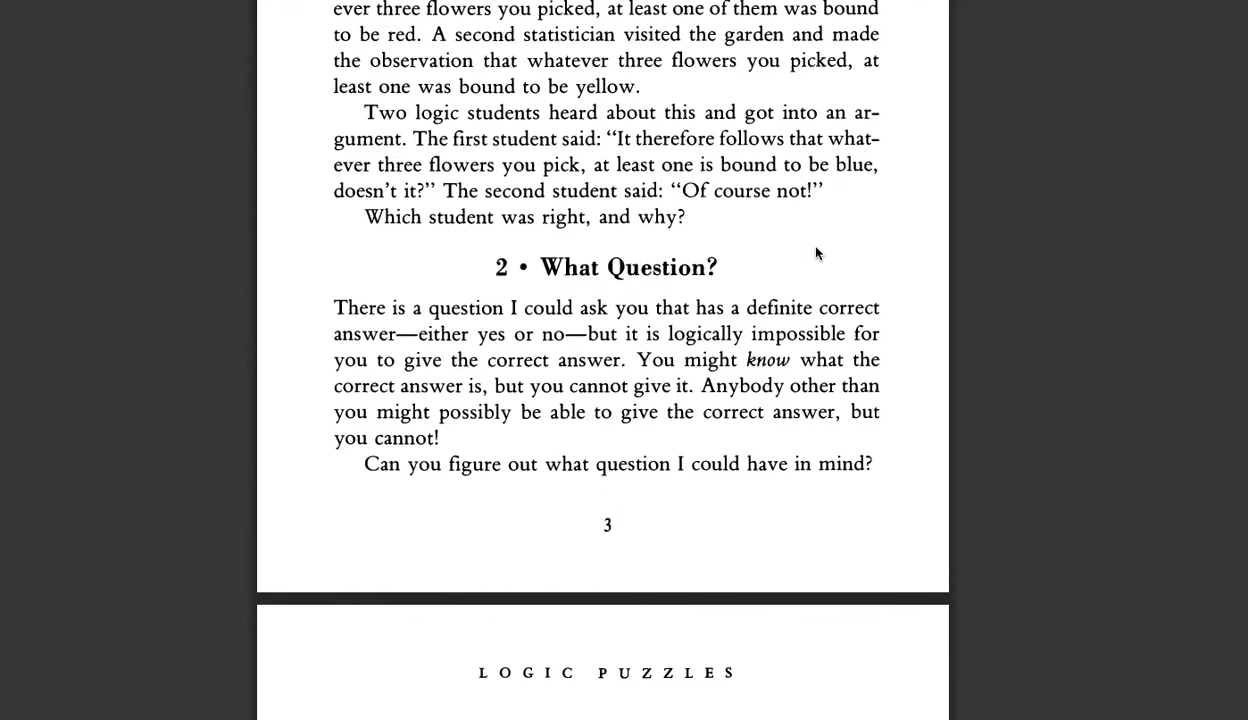 ever three flowers you picked, at least one of them was bound
to be red. A second statistician visited the garden and made
the observation that whatever three flowers you picked, at
least one was bound to be yellow.
Two logic students heard about this and got into an ar-
gument. The first student said: “It therefore follows that what-
ever three flowers you pick, at least one is bound to be blue,
doesn’t it?” The second student said: “Of course not!”
Which student was right, and why?
2 • What Question?
There is a question I could ask you that has a definite correct
answer—either yes or no—but it is logically impossible for
you to give the correct answer. You might know what the
correct answer is, but you cannot give it. Anybody other than
you might possibly be able to give the correct answer, but
you cannot!
Can you figure out what question I could have in mind?
3
LOGIC PUZZLES